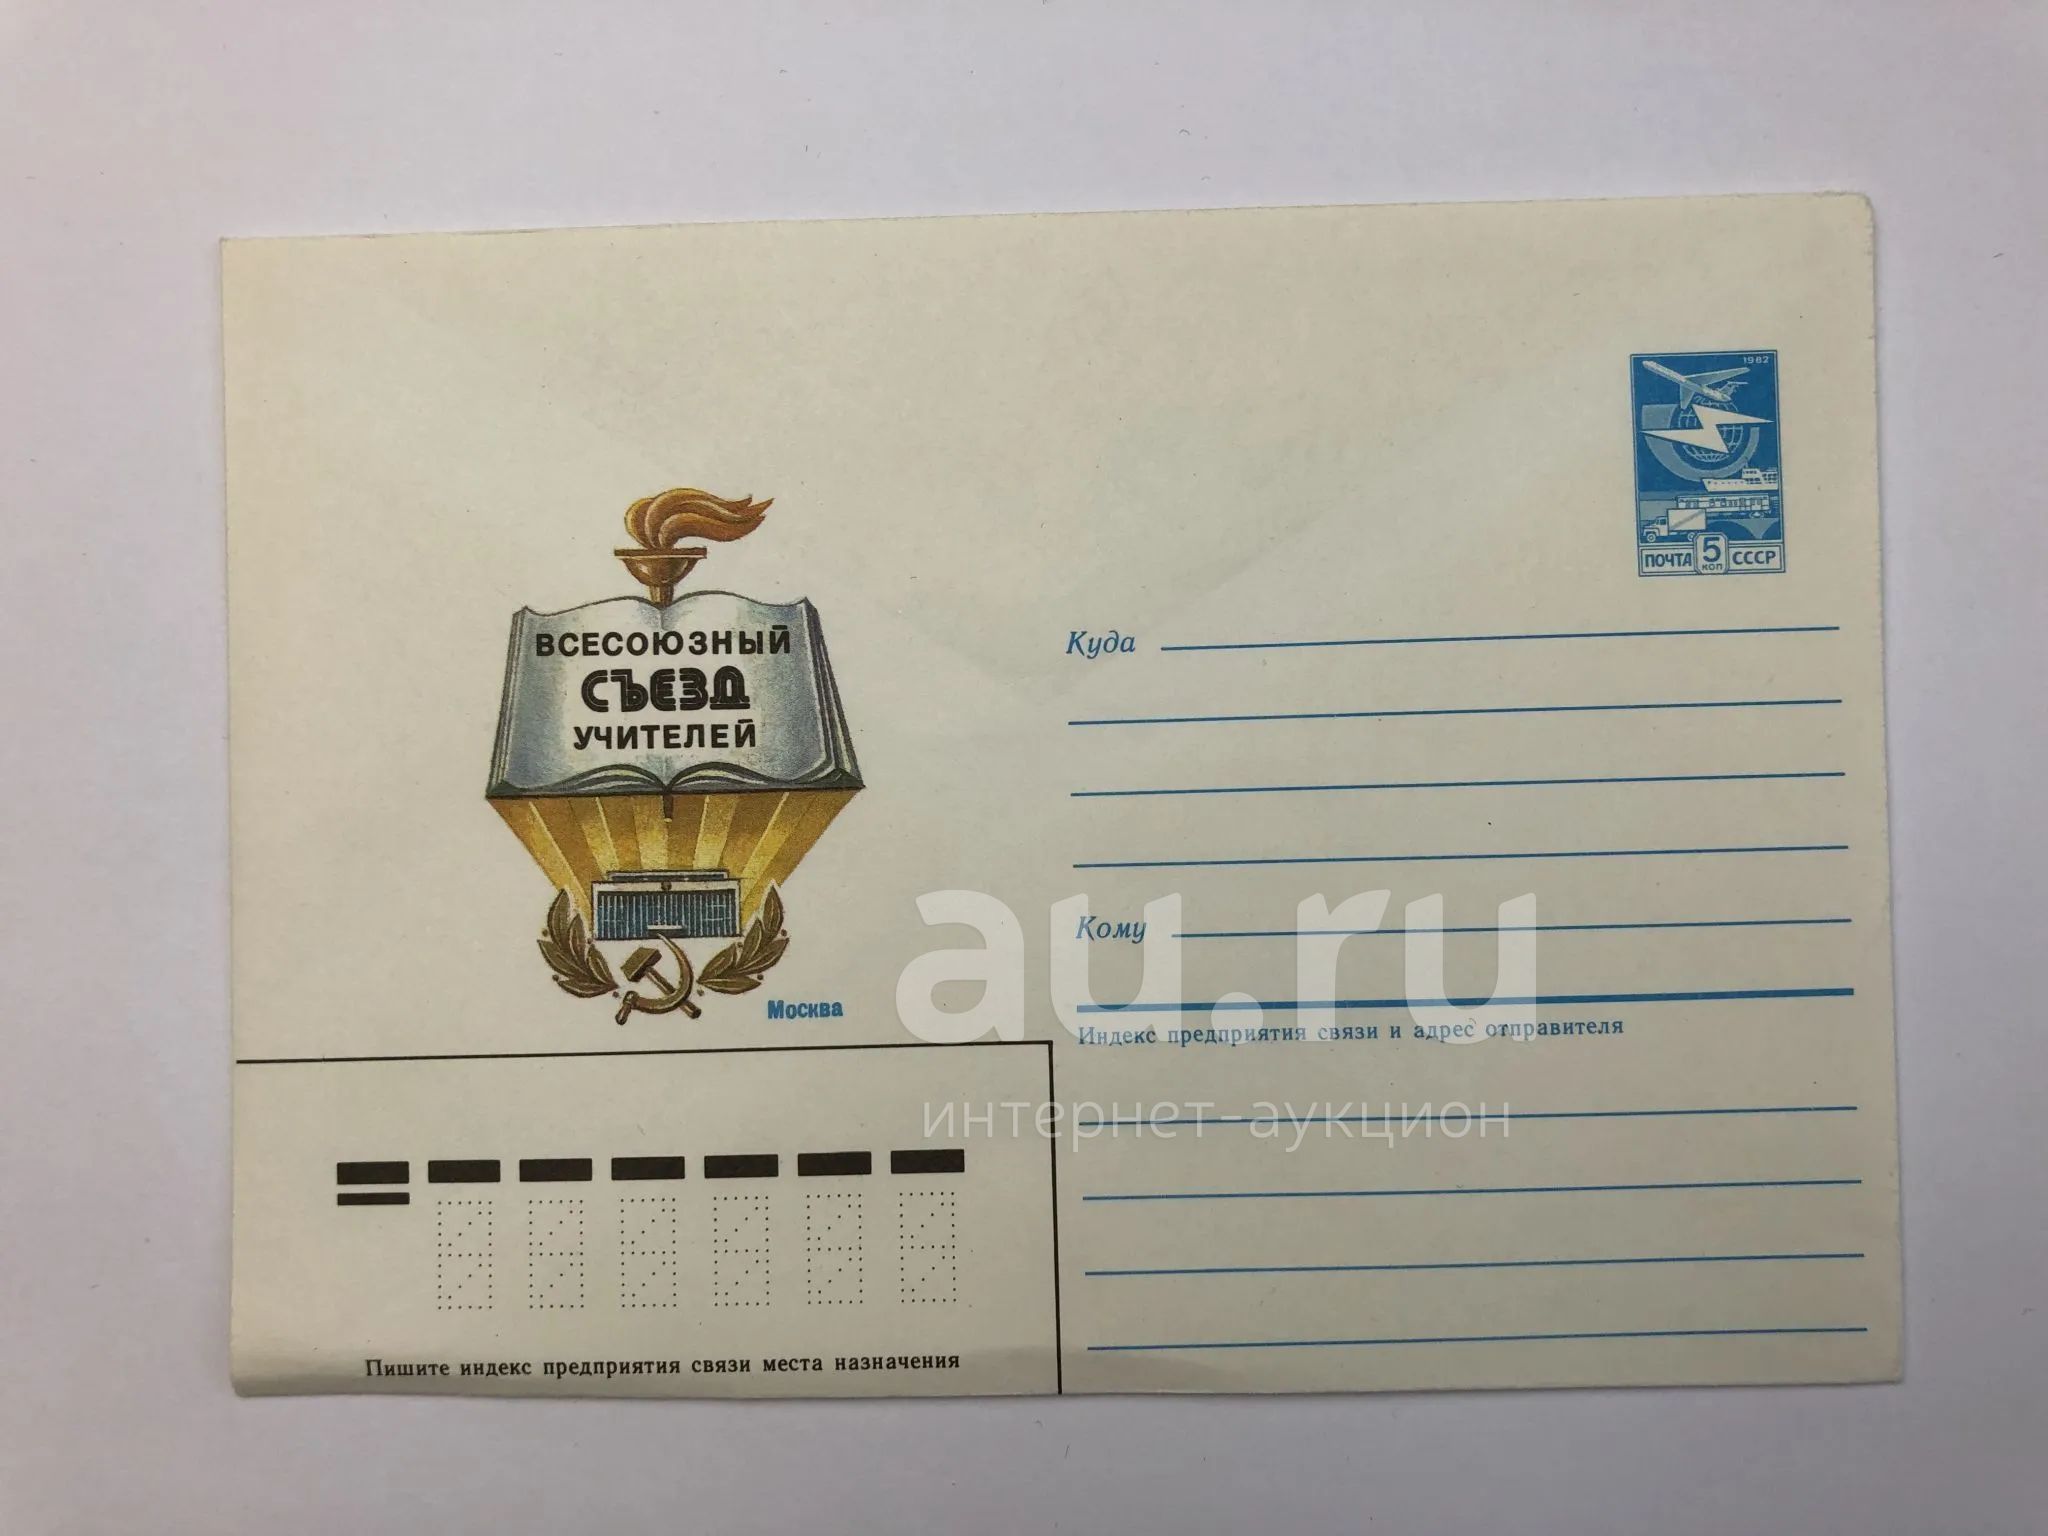 1982
ПОЧТА 5 КОП СССР
ВСЕСОЮЗНЫЙ
СЪЕЗД
УЧИТЕЛЕЙ
Москва
Куда
Кому
Индекс предприятия связи и адрес отправителя
au.ru
интернет-аукцион
Пишите индекс предприятия связи места назначения